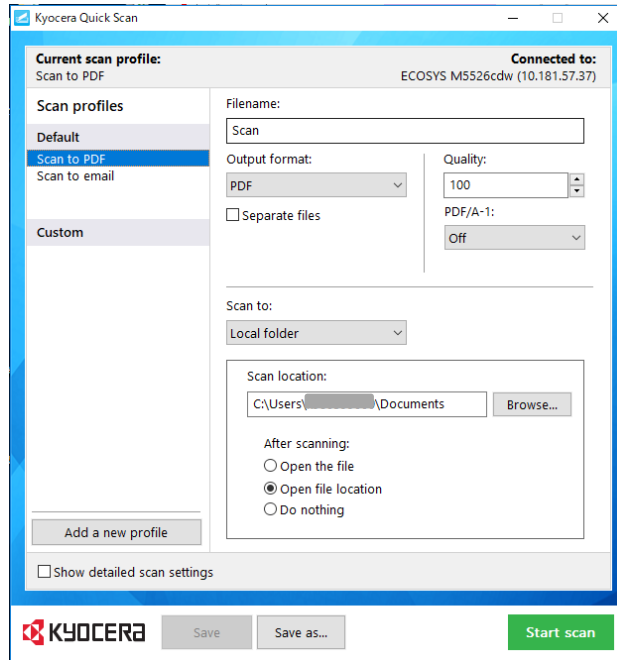 Kyocera Quick Scan
Current scan profile:
Scan to PDF
Connected to:
ECOSYS M5526cdw (10.181.57.37)
Scan profiles
Default
Scan to PDF
Scan to email
Custom
Add a new profile
Filename:
Scan
Output format:
PDF
Separate files
Quality:
100
PDF/A-1:
Off
Scan to:
Local folder
Scan location:
C:\Users\ \Documents
Browse...
After scanning:
Open the file
Open file location
Do nothing
Show detailed scan settings
KYOCERA
Save
Save as...
Start scan